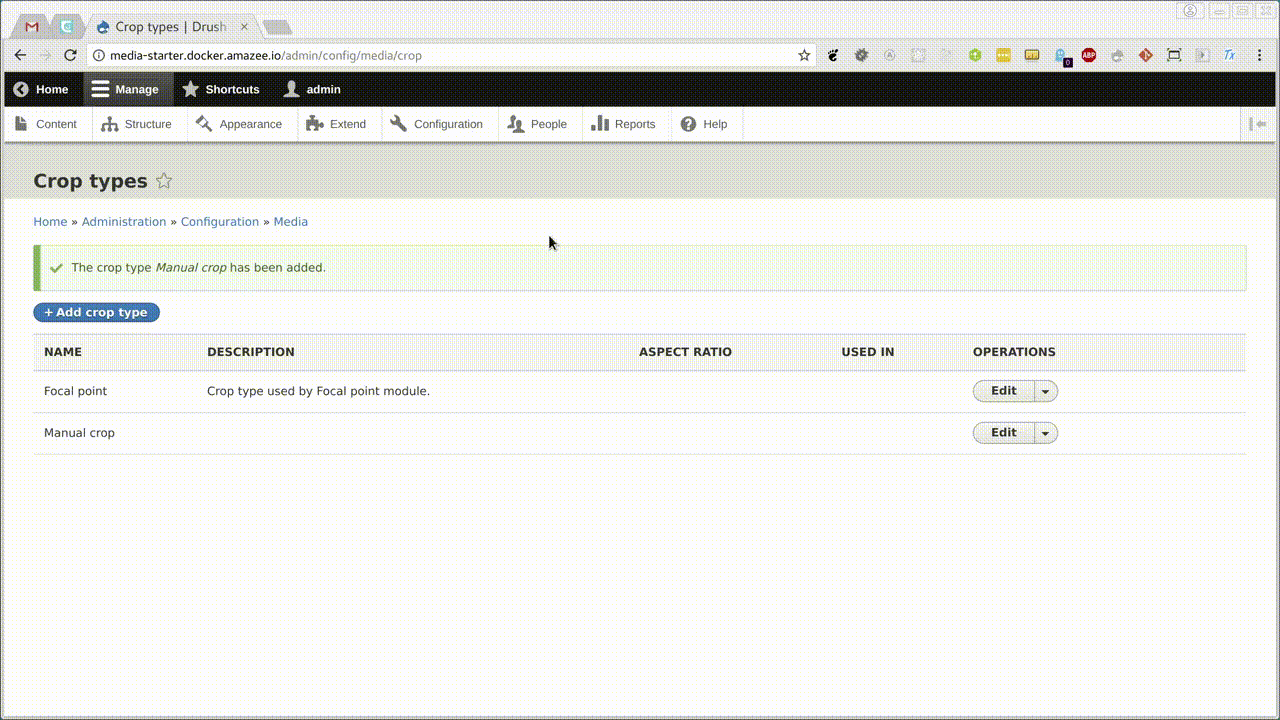 Crop types | Drush
media-starter.docker.amazee.io/admin/config/media/crop
ABP
0
Tx
Home Manage Shortcuts admin
Content Structure Appearance Extend Configuration People Reports Help
Crop types
Home » Administration » Configuration » Media
The crop type Manual crop has been added.
+ Add crop type
NAME DESCRIPTION ASPECT RATIO USED IN OPERATIONS
Focal point Crop type used by Focal point module. Edit
Manual crop Edit